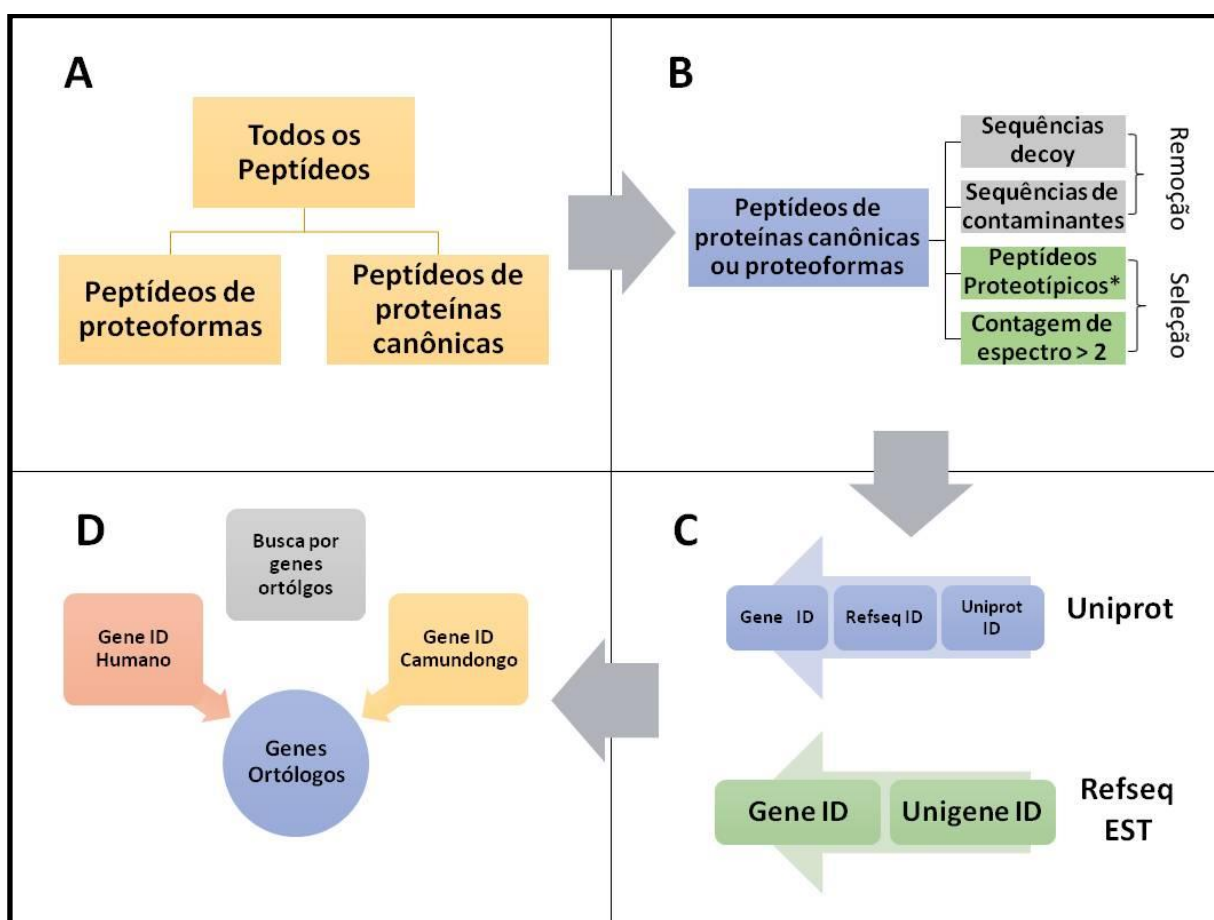 A
Todos os
Peptídeos
Peptídeos de
proteoformas
Peptídeos de
proteínas
canônicas
B
Peptídeos de
proteínas canônicas
ou proteoformas
Sequências
decoy
Sequências de
contaminantes
Peptídeos
Proteotípicos*
Contagem de
espectro > 2
Remoção
Seleção
C
Gene ID
Refseq ID
Uniprot
ID
Uniprot
Gene ID
Unigene ID
Refseq
EST
D
Busca por
genes
ortólgos
Gene ID
Humano
Gene ID
Camundongo
Genes
Ortólogos